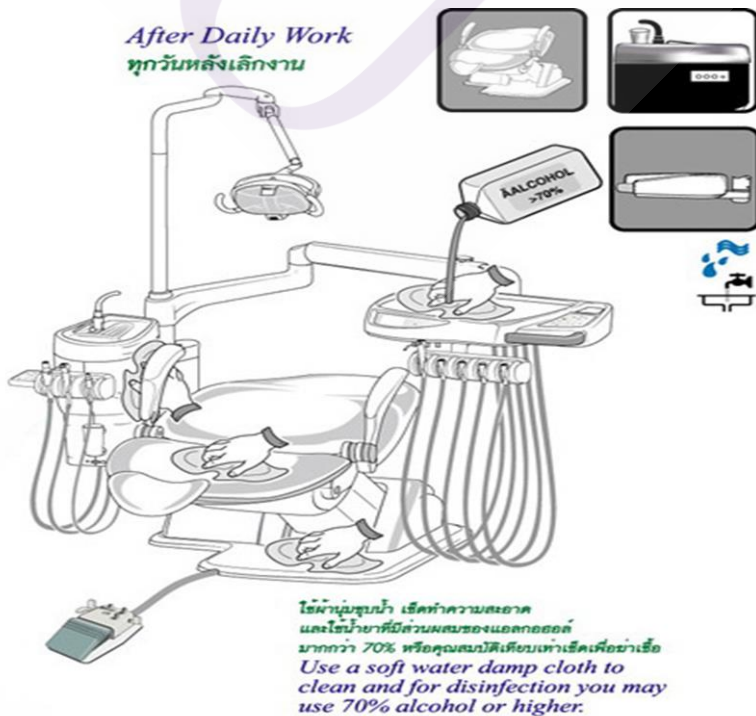 After Daily Work
ทุกวันหลังเลิกงาน
ÄALCOHOL
>70%
ใช้ผ้านุ่มชุบน้ำ เช็ดทำความสะอาด
และใช้น้ำยาที่มีส่วนผสมของแอลกอฮอล์
มากกว่า 70% หรือคุณสมบัติเทียบเท่าเช็ดเพื่อฆ่าเชื้อ
Use a soft water damp cloth to
clean and for disinfection you may
use 70% alcohol or higher.